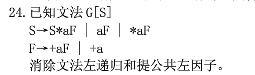 24. 已知文法 G[S]
S→S*aF | aF | *aF
F→+aF | +a
消除文法左递归和提公共左因子。